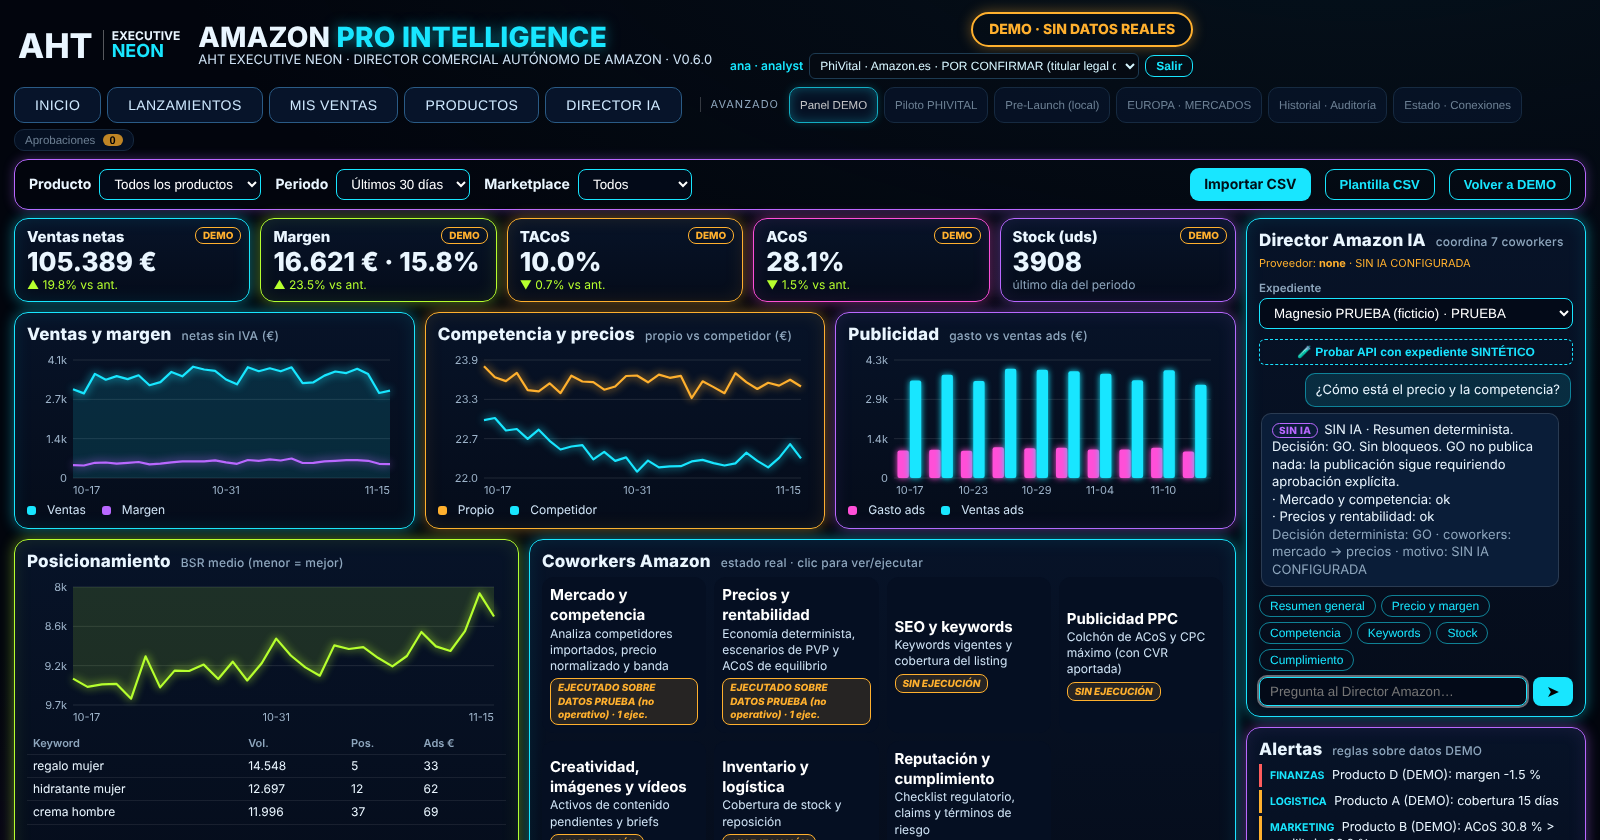 AHT EXECUTIVE NEON
AMAZON PRO INTELLIGENCE
AHT EXECUTIVE NEON · DIRECTOR COMERCIAL AUTÓNOMO DE AMAZON · V0.6.0
DEMO · SIN DATOS REALES
ana · analyst
PhiVital · Amazon.es · POR CONFIRMAR (titular legal c
Salir
INICIO
LANZAMIENTOS
MIS VENTAS
PRODUCTOS
DIRECTOR IA
AVANZADO
Panel DEMO
Piloto PHIVITAL
Pre-Launch (local)
EUROPA · MERCADOS
Historial · Auditoría
Estado · Conexiones
Aprobaciones 0
Producto
Todos los productos
Periodo
Últimos 30 días
Marketplace
Todos
Importar CSV
Plantilla CSV
Volver a DEMO
Ventas netas DEMO
105.389 €
▲ 19.8% vs ant.
Margen DEMO
16.621 € · 15.8%
▲ 23.5% vs ant.
TACoS DEMO
10.0%
▼ 0.7% vs ant.
ACoS DEMO
28.1%
▼ 1.5% vs ant.
Stock (uds) DEMO
3908
último día del periodo
Ventas y margen netas sin IVA (€)
4.1k
2.7k
1.4k
0
10-17 10-31 11-15
Ventas Margen
Competencia y precios propio vs competidor (€)
23.9
23.3
22.7
22.0
10-17 10-31 11-15
Propio Competidor
Publicidad gasto vs ventas ads (€)
4.3k
2.9k
1.4k
0
10-17 10-23 10-29 11-04 11-10
Gasto ads Ventas ads
Posicionamiento BSR medio (menor = mejor)
8k
8.6k
9.2k
9.7k
10-17 10-31 11-15
Keyword Vol. Pos. Ads €
regalo mujer 14.548 5 33
hidratante mujer 12.697 12 62
crema hombre 11.996 37 69
Coworkers Amazon estado real · clic para ver/ejecutar
Mercado y
competencia
Analiza competidores
importados, precio
normalizado y banda
EJECUTADO SOBRE
DATOS PRUEBA (no
operativo) · 1 ejec.
Precios y
rentabilidad
Economía determinista,
escenarios de PVP y
ACoS de equilibrio
EJECUTADO SOBRE
DATOS PRUEBA (no
operativo) · 1 ejec.
SEO y keywords
Keywords vigentes y
cobertura del listing
SIN EJECUCIÓN
Publicidad PPC
Colchón de ACoS y CPC
máximo (con CVR
aportada)
SIN EJECUCIÓN
Creatividad,
imágenes y vídeos
Activos de contenido
pendientes y briefs
Inventario y
logística
Cobertura de stock y
reposición
Reputación y
cumplimiento
Checklist regulatorio,
claims y términos de
riesgo
Director Amazon IA coordina 7 coworkers
Proveedor: none · SIN IA CONFIGURADA
Expediente
Magnesio PRUEBA (ficticio) · PRUEBA
🧪 Probar API con expediente SINTÉTICO
¿Cómo está el precio y la competencia?
SIN IA SIN IA · Resumen determinista.
Decisión: GO. Sin bloqueos. GO no publica
nada: la publicación sigue requiriendo
aprobación explícita.
· Mercado y competencia: ok
· Precios y rentabilidad: ok
Decisión determinista: GO · coworkers:
mercado → precios · motivo: SIN IA
CONFIGURADA
Resumen general
Precio y margen
Competencia
Keywords
Stock
Cumplimiento
Pregunta al Director Amazon…
➤
Alertas reglas sobre datos DEMO
FINANZAS Producto D (DEMO): margen -1.5 %
LOGISTICA Producto A (DEMO): cobertura 15 días
MARKETING Producto B (DEMO): ACoS 30.8 % >